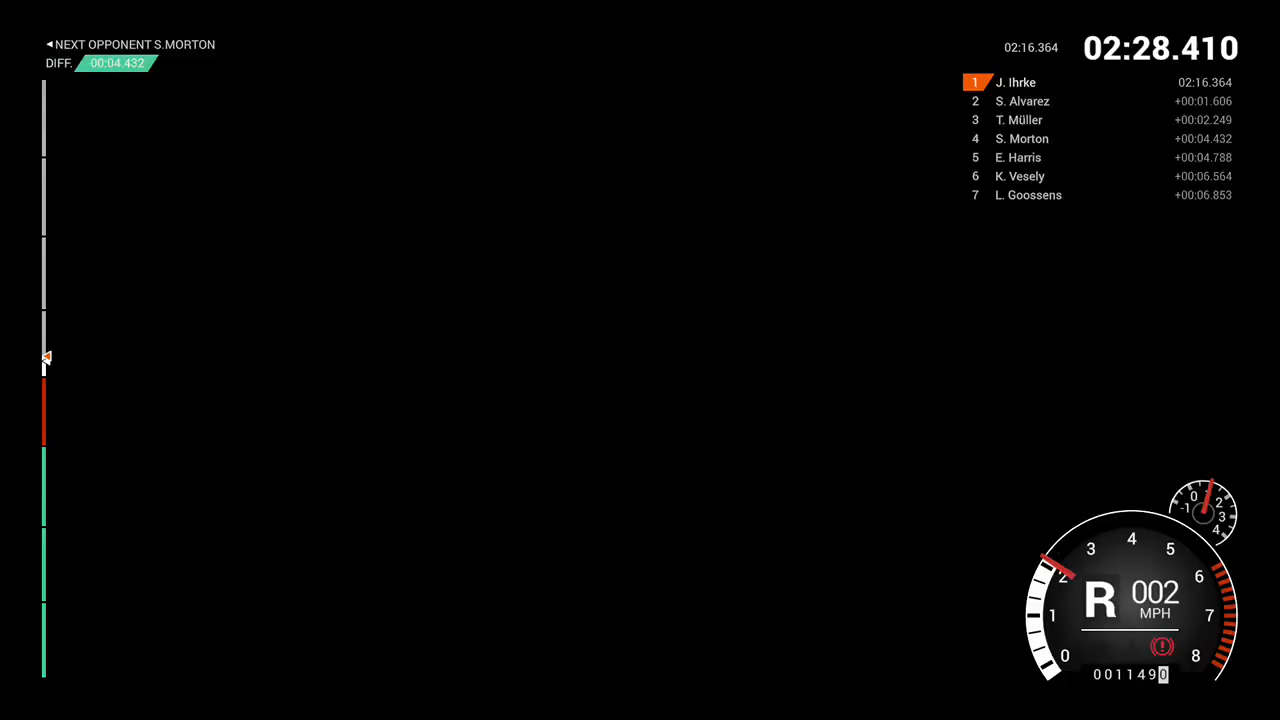 NEXT OPPONENT S.MORTON
DIFF. -00:04.432
02:16.364 02:28.410
1 J. Ihrke 02:16.364
2 S. Alvarez +00:01.606
3 T. Müller +00:02.249
4 S. Morton +00:04.432
5 E. Harris +00:04.788
6 K. Vesely +00:06.564
7 L. Goossens +00:06.853
-1 0 2 3 4
0 1 2 3 4 5 6 7 8
R 002
MPH
0011490